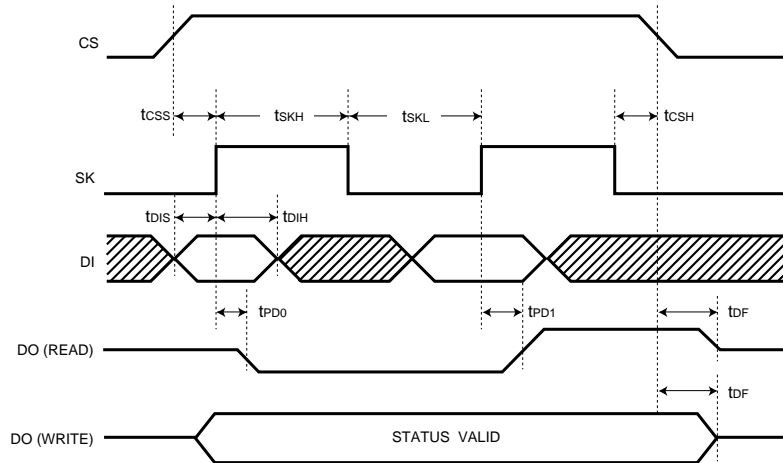 CS
tCSS
tSKH
tSKL
tCSH
SK
tDIS
tDIH
DI
tPD0
tPD1
tDF
DO (READ)
tDF
DO (WRITE)
STATUS VALID